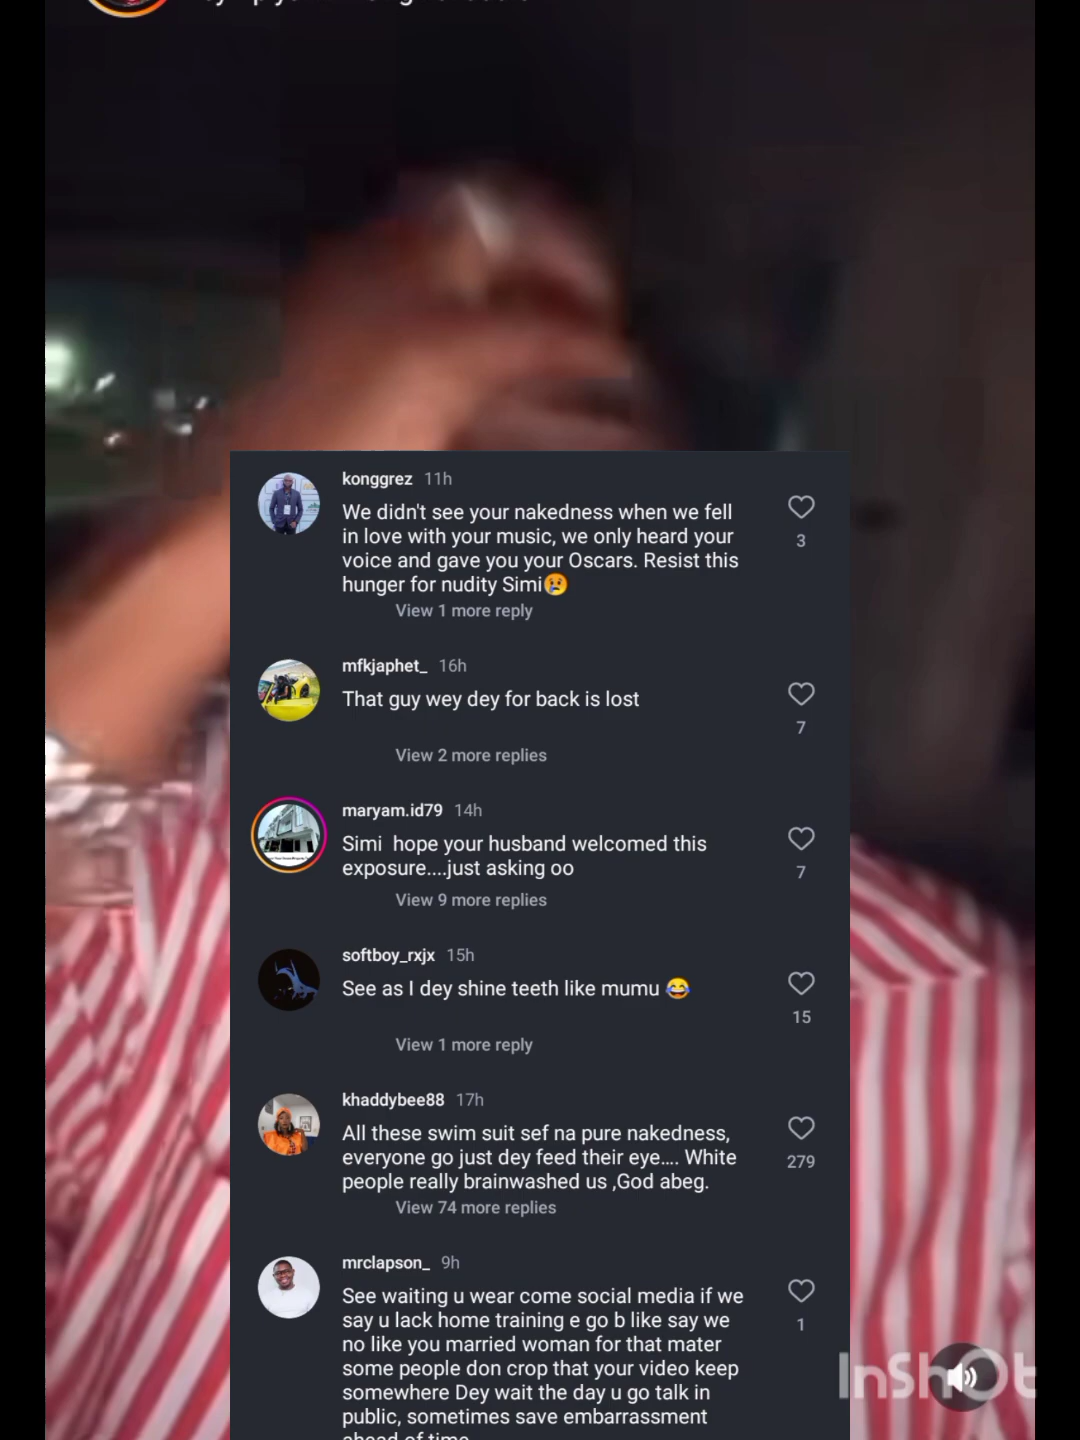 konggrez 11h
We didn't see your nakedness when we fell
in love with your music, we only heard your
voice and gave you your Oscars. Resist this
hunger for nudity Simi😢
3
View 1 more reply
mfkjaphet_ 16h
That guy wey dey for back is lost
7
View 2 more replies
maryam.id79 14h
Simi  hope your husband welcomed this
exposure....just asking oo
7
View 9 more replies
softboy_rxjx 15h
See as I dey shine teeth like mumu 😂
15
View 1 more reply
khaddybee88 17h
All these swim suit sef na pure nakedness,
everyone go just dey feed their eye.... White
people really brainwashed us ,God abeg.
279
View 74 more replies
mrclapson_ 9h
See waiting u wear come social media if we
say u lack home training e go b like say we
no like you married woman for that mater
some people don crop that your video keep
somewhere Dey wait the day u go talk in
public, sometimes save embarrassment
1
InShOt